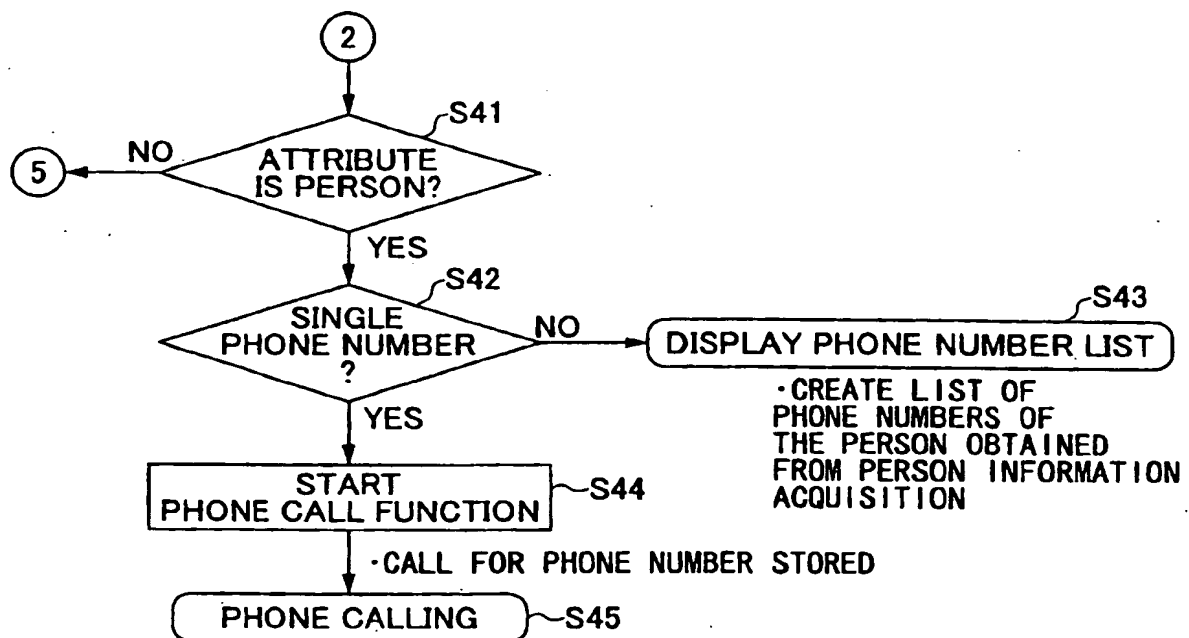 2
S41
ATTRIBUTE
IS PERSON?
NO
5
YES
S42
SINGLE
PHONE NUMBER
?
NO
S43
DISPLAY PHONE NUMBER LIST
·CREATE LIST OF
PHONE NUMBERS OF
THE PERSON OBTAINED
FROM PERSON INFORMATION
ACQUISITION
YES
START
PHONE CALL FUNCTION
S44
·CALL FOR PHONE NUMBER STORED
PHONE CALLING
S45